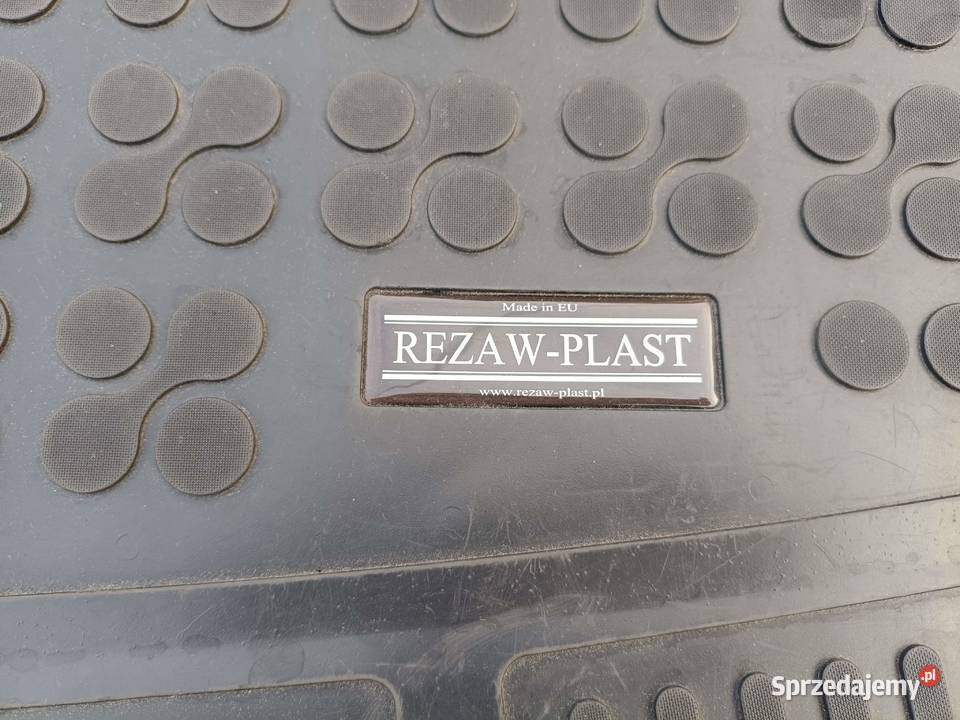 Made in EU
REZAW-PLAST
www.rezaw-plast.pl
Sprzedajemy.pl